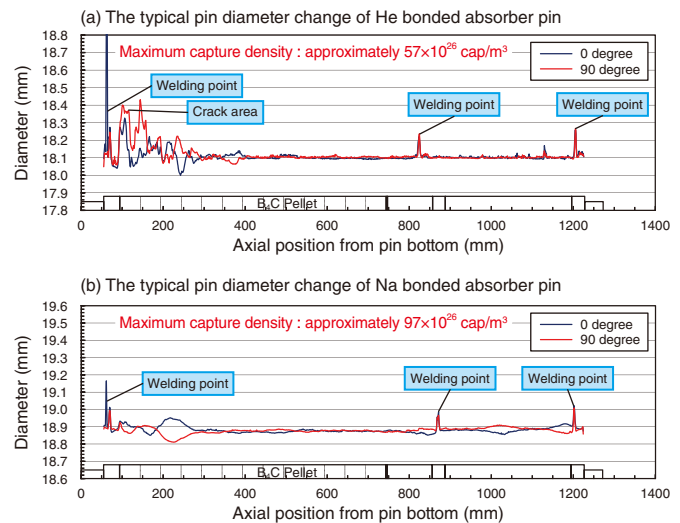 (a) The typical pin diameter change of He bonded absorber pin
Maximum capture density : approximately 57×10²⁶ cap/m³
0 degree
90 degree
Welding point
Crack area
Welding point
Welding point
Diameter (mm)
18.8
18.7
18.6
18.5
18.4
18.3
18.2
18.1
18.0
17.9
17.8
B₄C Pellet
0 200 400 600 800 1000 1200 1400
Axial position from pin bottom (mm)
(b) The typical pin diameter change of Na bonded absorber pin
Maximum capture density : approximately 97×10²⁶ cap/m³
0 degree
90 degree
Welding point
Welding point
Welding point
Diameter (mm)
19.6
19.5
19.4
19.3
19.2
19.1
19.0
18.9
18.8
18.7
18.6
B₄C Pellet
0 200 400 600 800 1000 1200 1400
Axial position from pin bottom (mm)